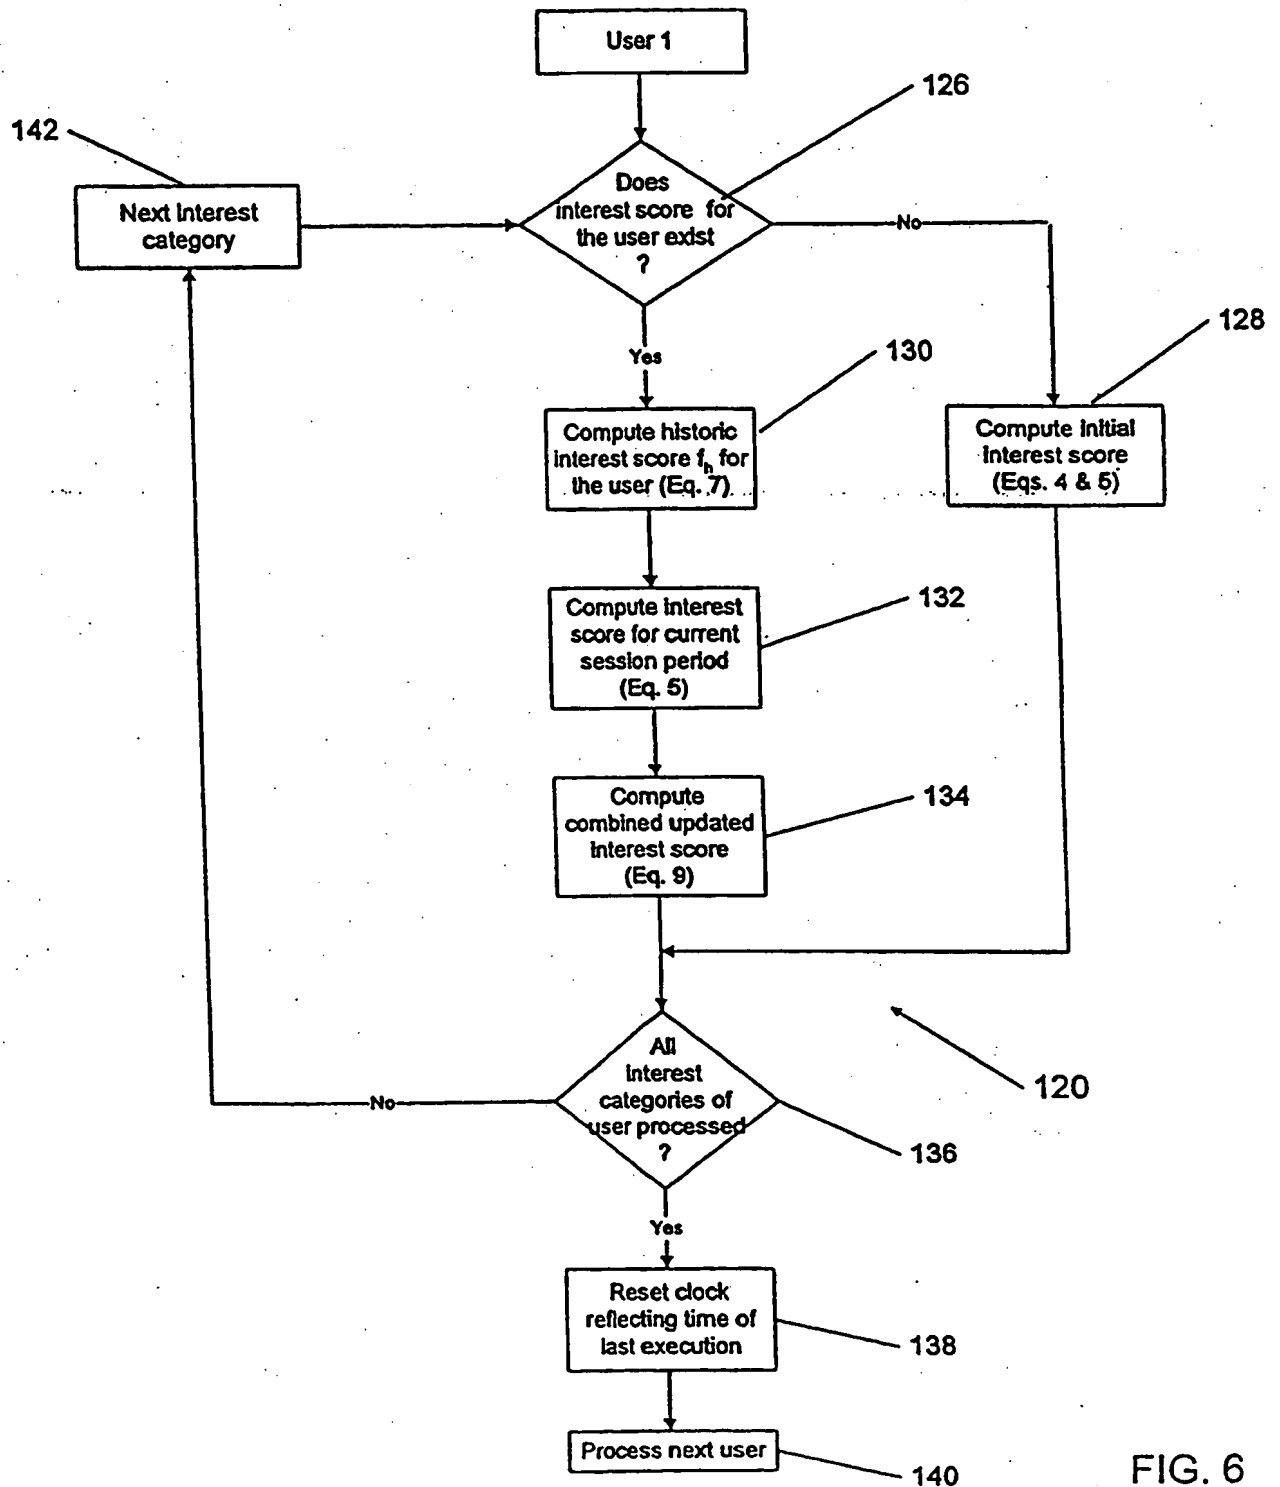 User 1
126
142
Does
interest score for
the user exist
?
Next interest
category
No
128
Yes
130
Compute historic
interest score fh for
the user (Eq. 7)
Compute initial
interest score
(Eqs. 4 & 5)
Compute interest
score for current
session period
(Eq. 5)
132
Compute
combined updated
interest score
(Eq. 9)
134
All
interest
categories of
user processed
?
120
No
136
Yes
Reset clock
reflecting time of
last execution
138
Process next user
140
FIG. 6